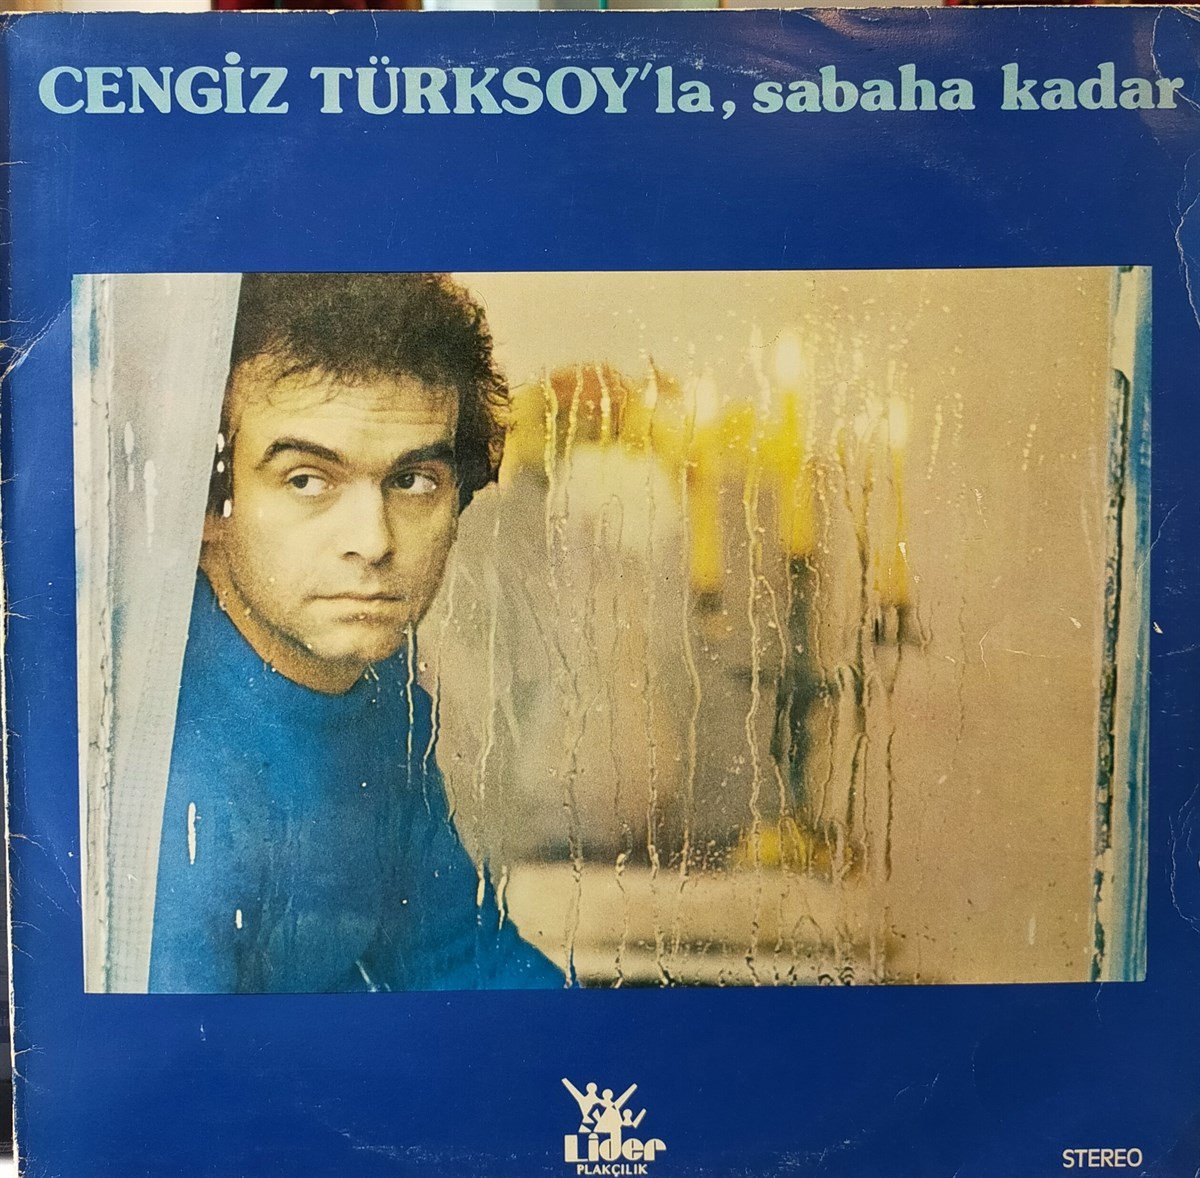 CENGİZ TÜRKSOY'la, sabaha kadar
Lider
PLAKÇILIK
STEREO